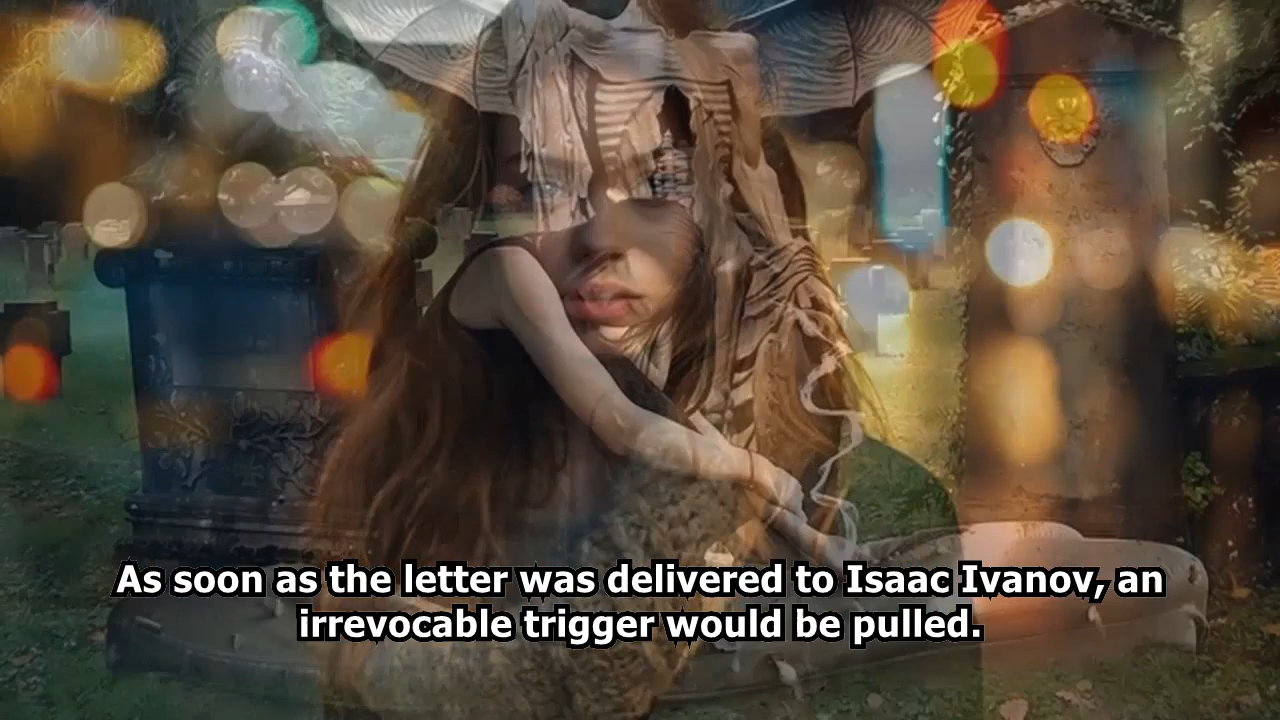 As soon as the letter was delivered to Isaac Ivanov, an
irrevocable trigger would be pulled.